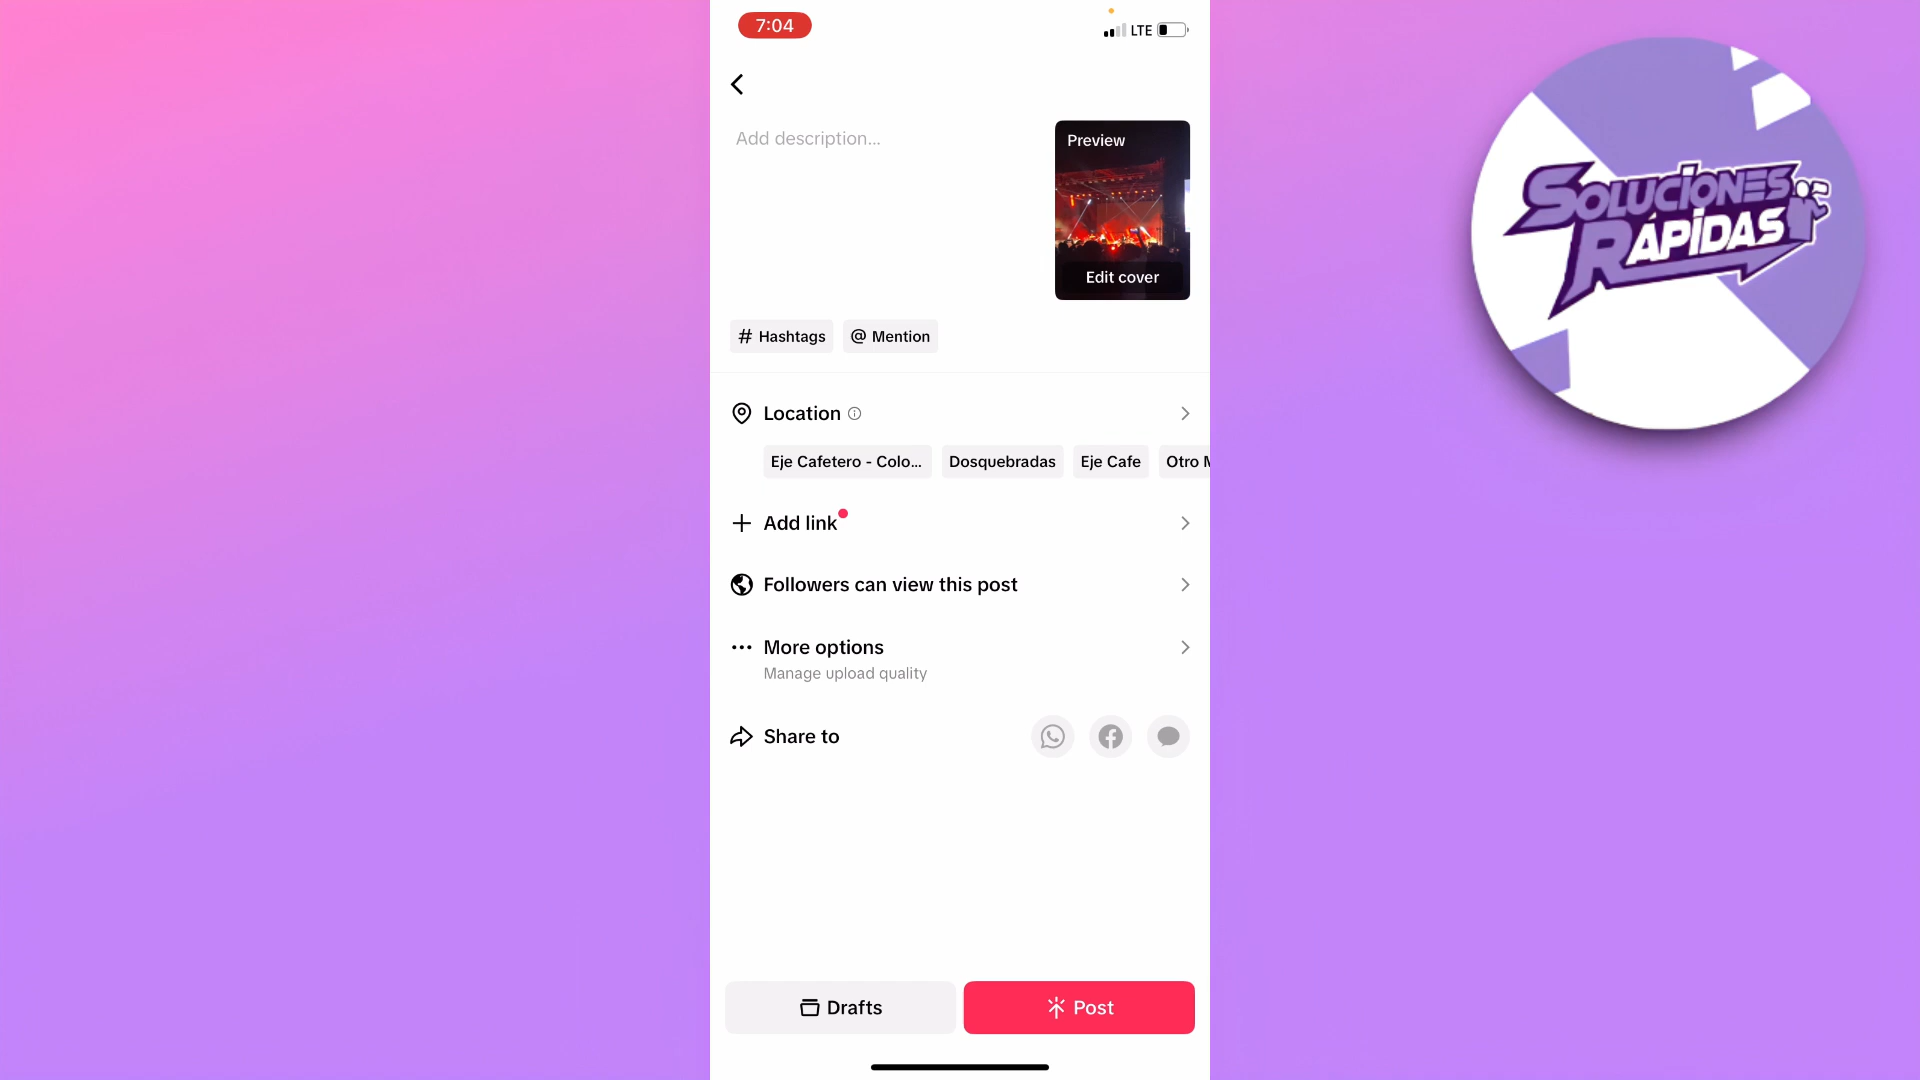 7:04
LTE
Add description...
Preview
Edit cover
# Hashtags
@ Mention
Location
Eje Cafetero - Colo...
Dosquebradas
Eje Cafe
Otro
Add link
Followers can view this post
More options
Manage upload quality
Share to
Drafts
Post
SOLUCIONES
RÁPIDAS